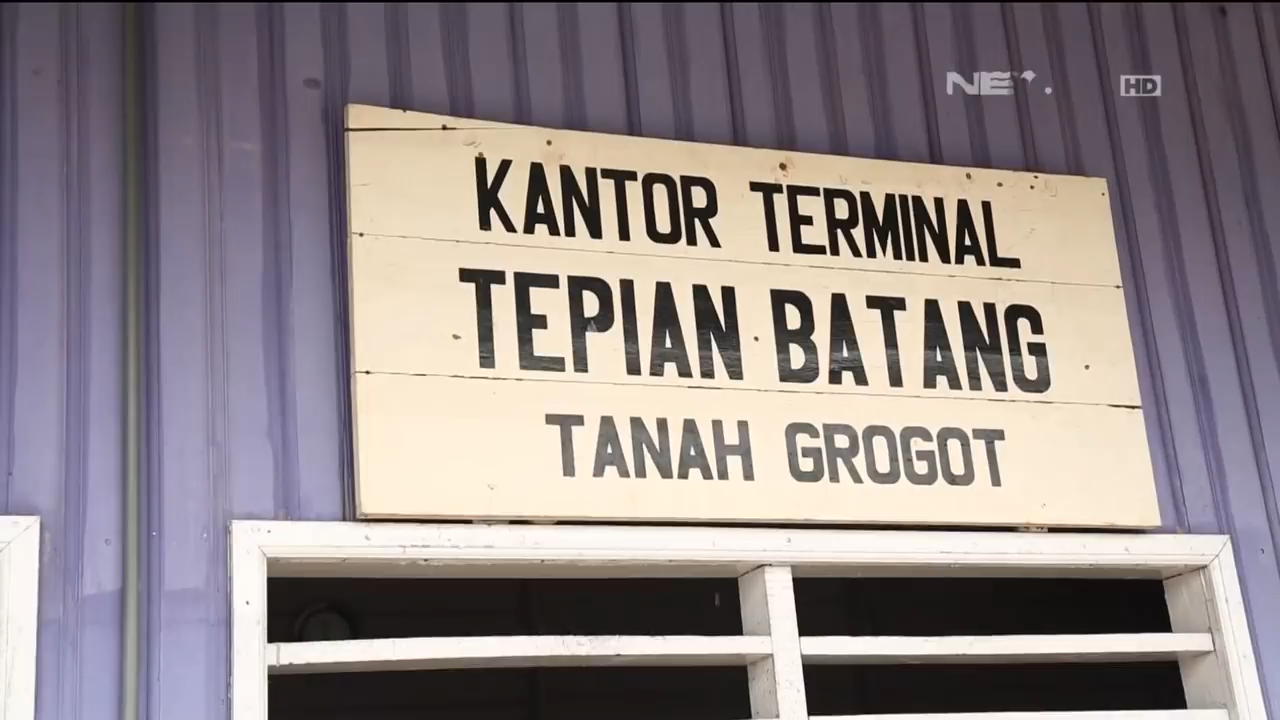 NET.
HD
KANTOR TERMINAL
TEPIAN BATANG
TANAH GROGOT